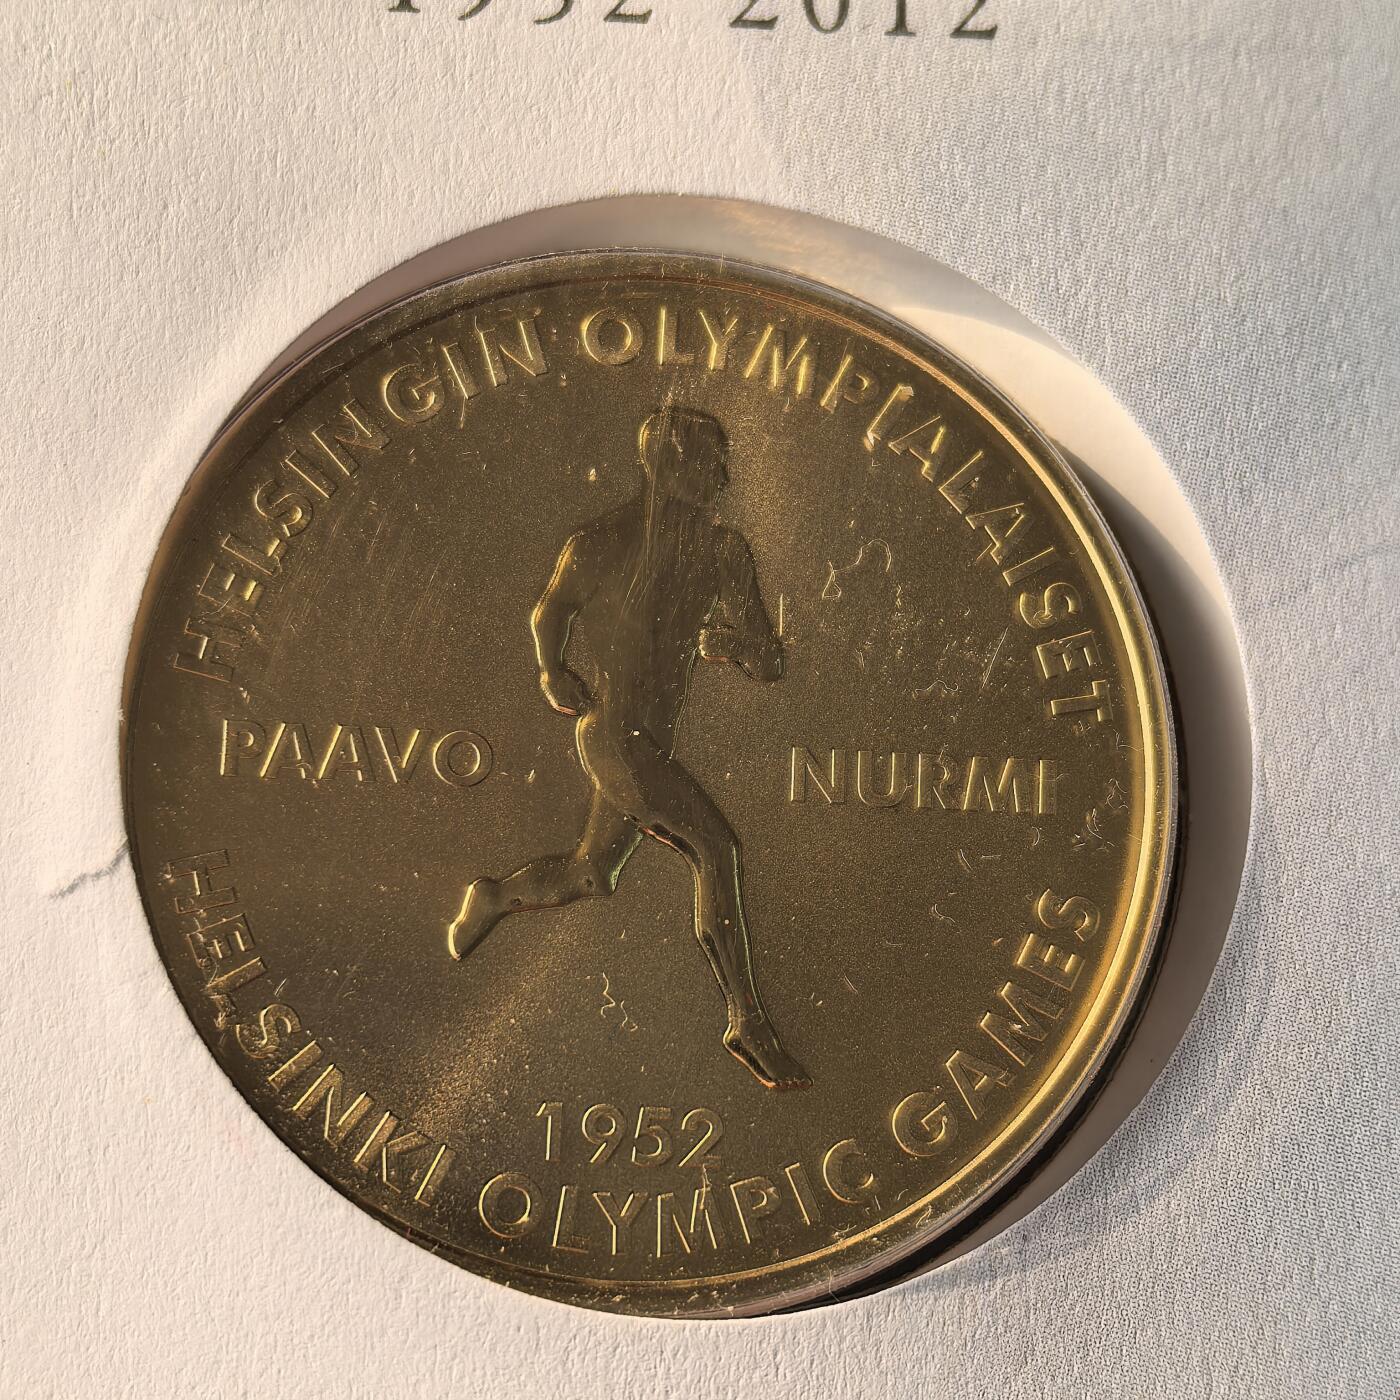 1952 2012
HELSINGIN OLYMPIALAISET
PAAVO NURMI
1952
HELSINKI OLYMPIC GAMES